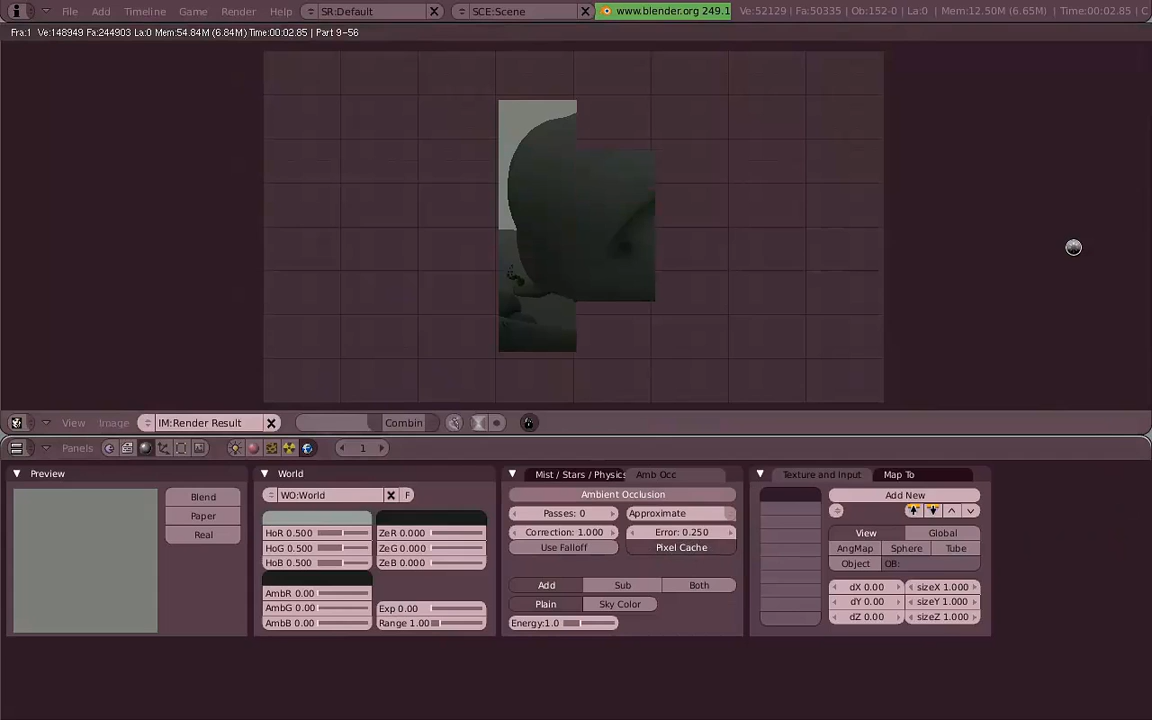 File Add Timeline Game Render Help SR:Default SCE:Scene www.blender.org 249.1 Ve:52129 Fa:50335 Ob:152-0 La:0 Mem:12.50M (6.65M) Time:00:02.85 | C
Fra:1 Ve:148949 Fa:244903 La:0 Mem:54.84M (6.84M) Time:00:02.85 | Part 9-56
View Image IM:Render Result Combin
Panels 1
Preview World Mist / Stars / Physics Amb Occ Texture and Input Map To
WO:World F Ambient Occlusion Add New
Blend Passes: 0 Approximate
Paper HoR 0.500 ZeR 0.000 Correction: 1.000 Error: 0.250 View Global
Real HoG 0.500 ZeG 0.000 Use Falloff Pixel Cache AngMap Sphere Tube
HoB 0.500 ZeB 0.000 Object OB:
Add Sub Both dX 0.00 sizeX 1.000
AmbR 0.00 Plain Sky Color dY 0.00 sizeY 1.000
AmbG 0.00 Exp 0.00 dZ 0.00 sizeZ 1.000
AmbB 0.00 Range 1.00 Energy:1.0